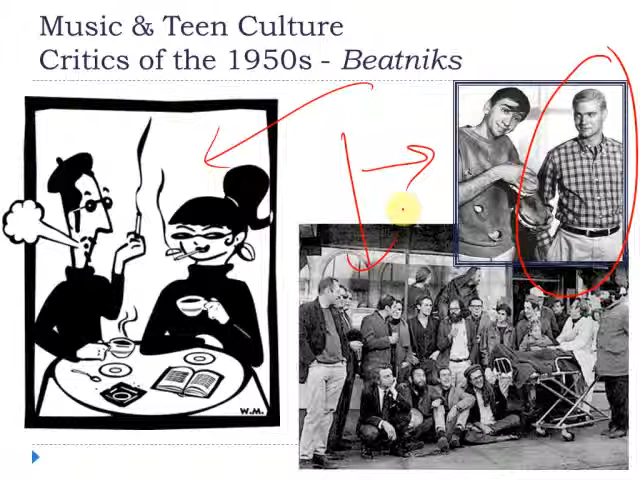 Music & Teen Culture
Critics of the 1950s - Beatniks
W.M.